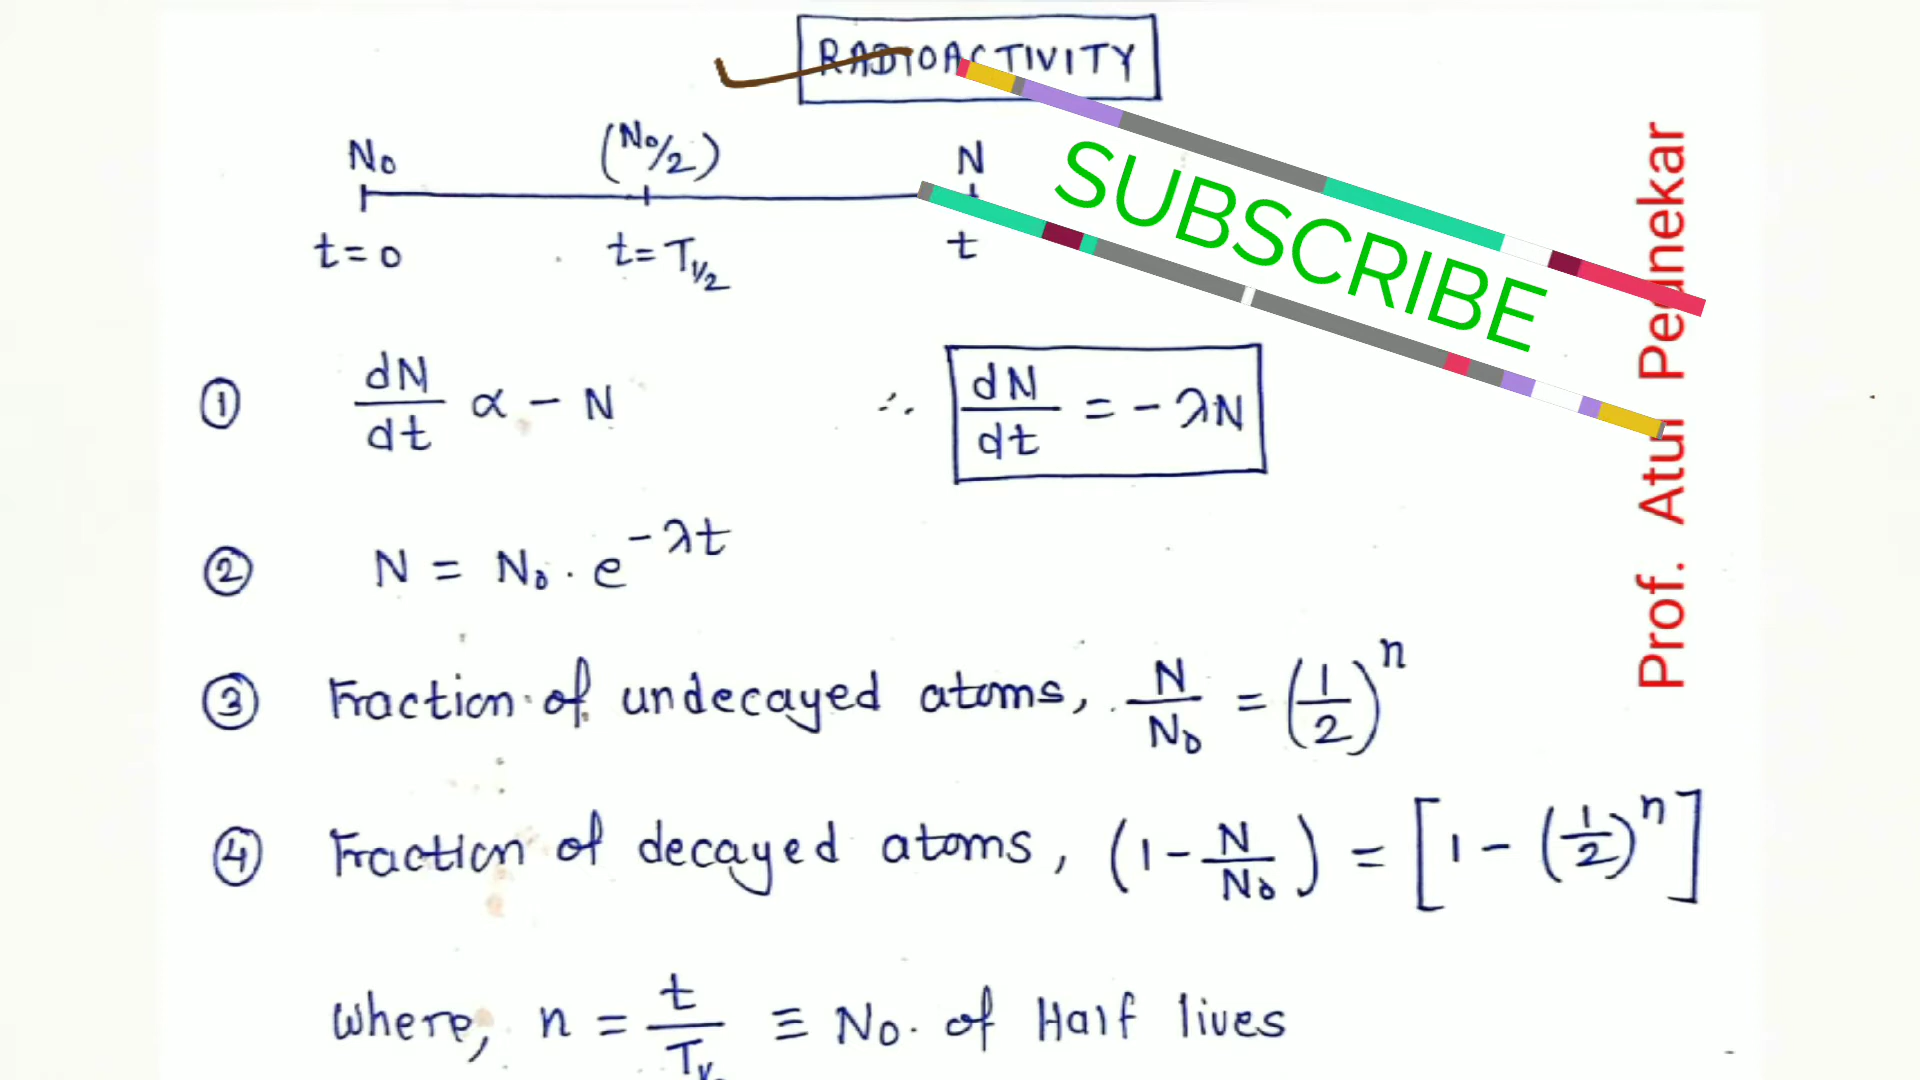 RADIOACTIVITY
N₀ (N₀/2) N
t = 0 t = T½ t
SUBSCRIBE
Prof. Atul Pednekar
① dN/dt α - N ∴ dN/dt = - λN
② N = N₀ . e^(-λt)
③ Fraction of undecayed atoms, N/N₀ = (1/2)^n
④ Fraction of decayed atoms, (1 - N/N₀) = [1 - (1/2)^n]
where, n = t/T½ ≡ No. of Half lives